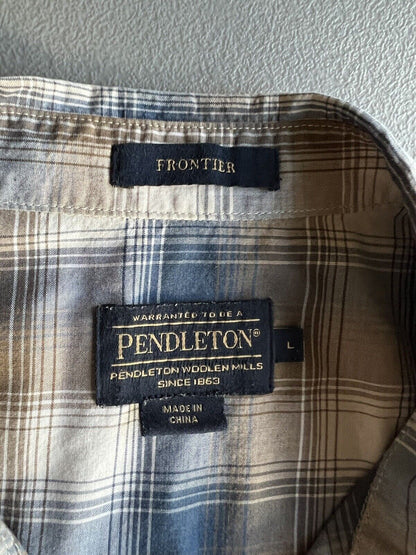 FRONTIER
WARRANTED TO BE A
PENDLETON®
L
PENDLETON WOOLEN MILLS
SINCE 1863
MADE IN
CHINA